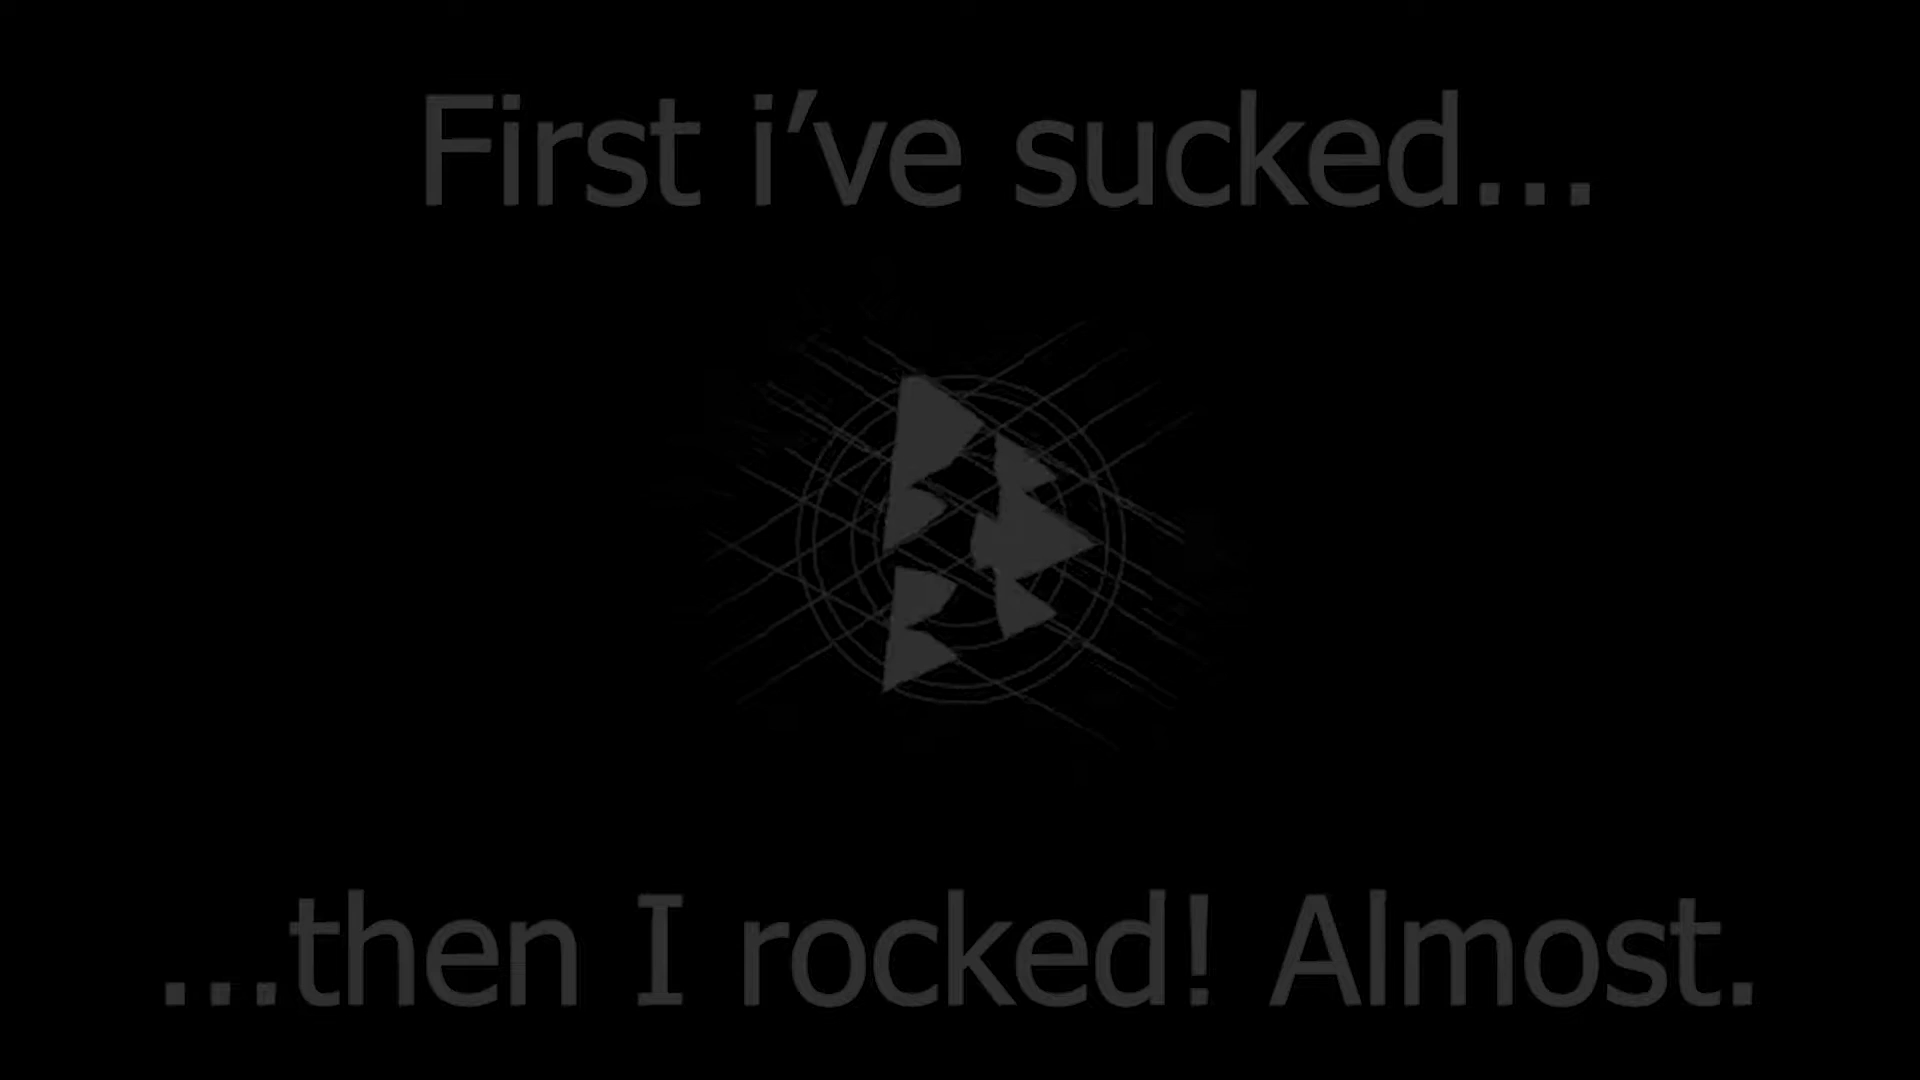 First i’ve sucked...
...then I rocked! Almost.